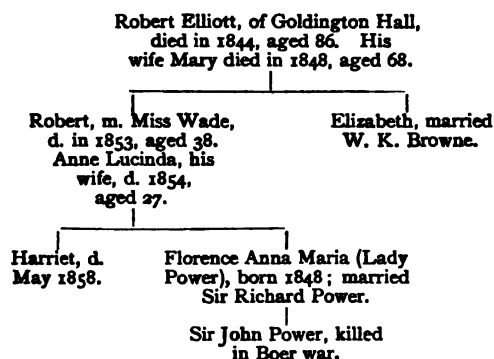 Robert Elliott, of Goldington Hall,
died in 1844, aged 86. His
wife Mary died in 1848, aged 68.
Robert, m. Miss Wade,
d. in 1853, aged 38.
Anne Lucinda, his
wife, d. 1854,
aged 27.
Elizabeth, married
W. K. Browne.
Harriet, d.
May 1858.
Florence Anna Maria (Lady
Power), born 1848; married
Sir Richard Power.
Sir John Power, killed
in Boer war.